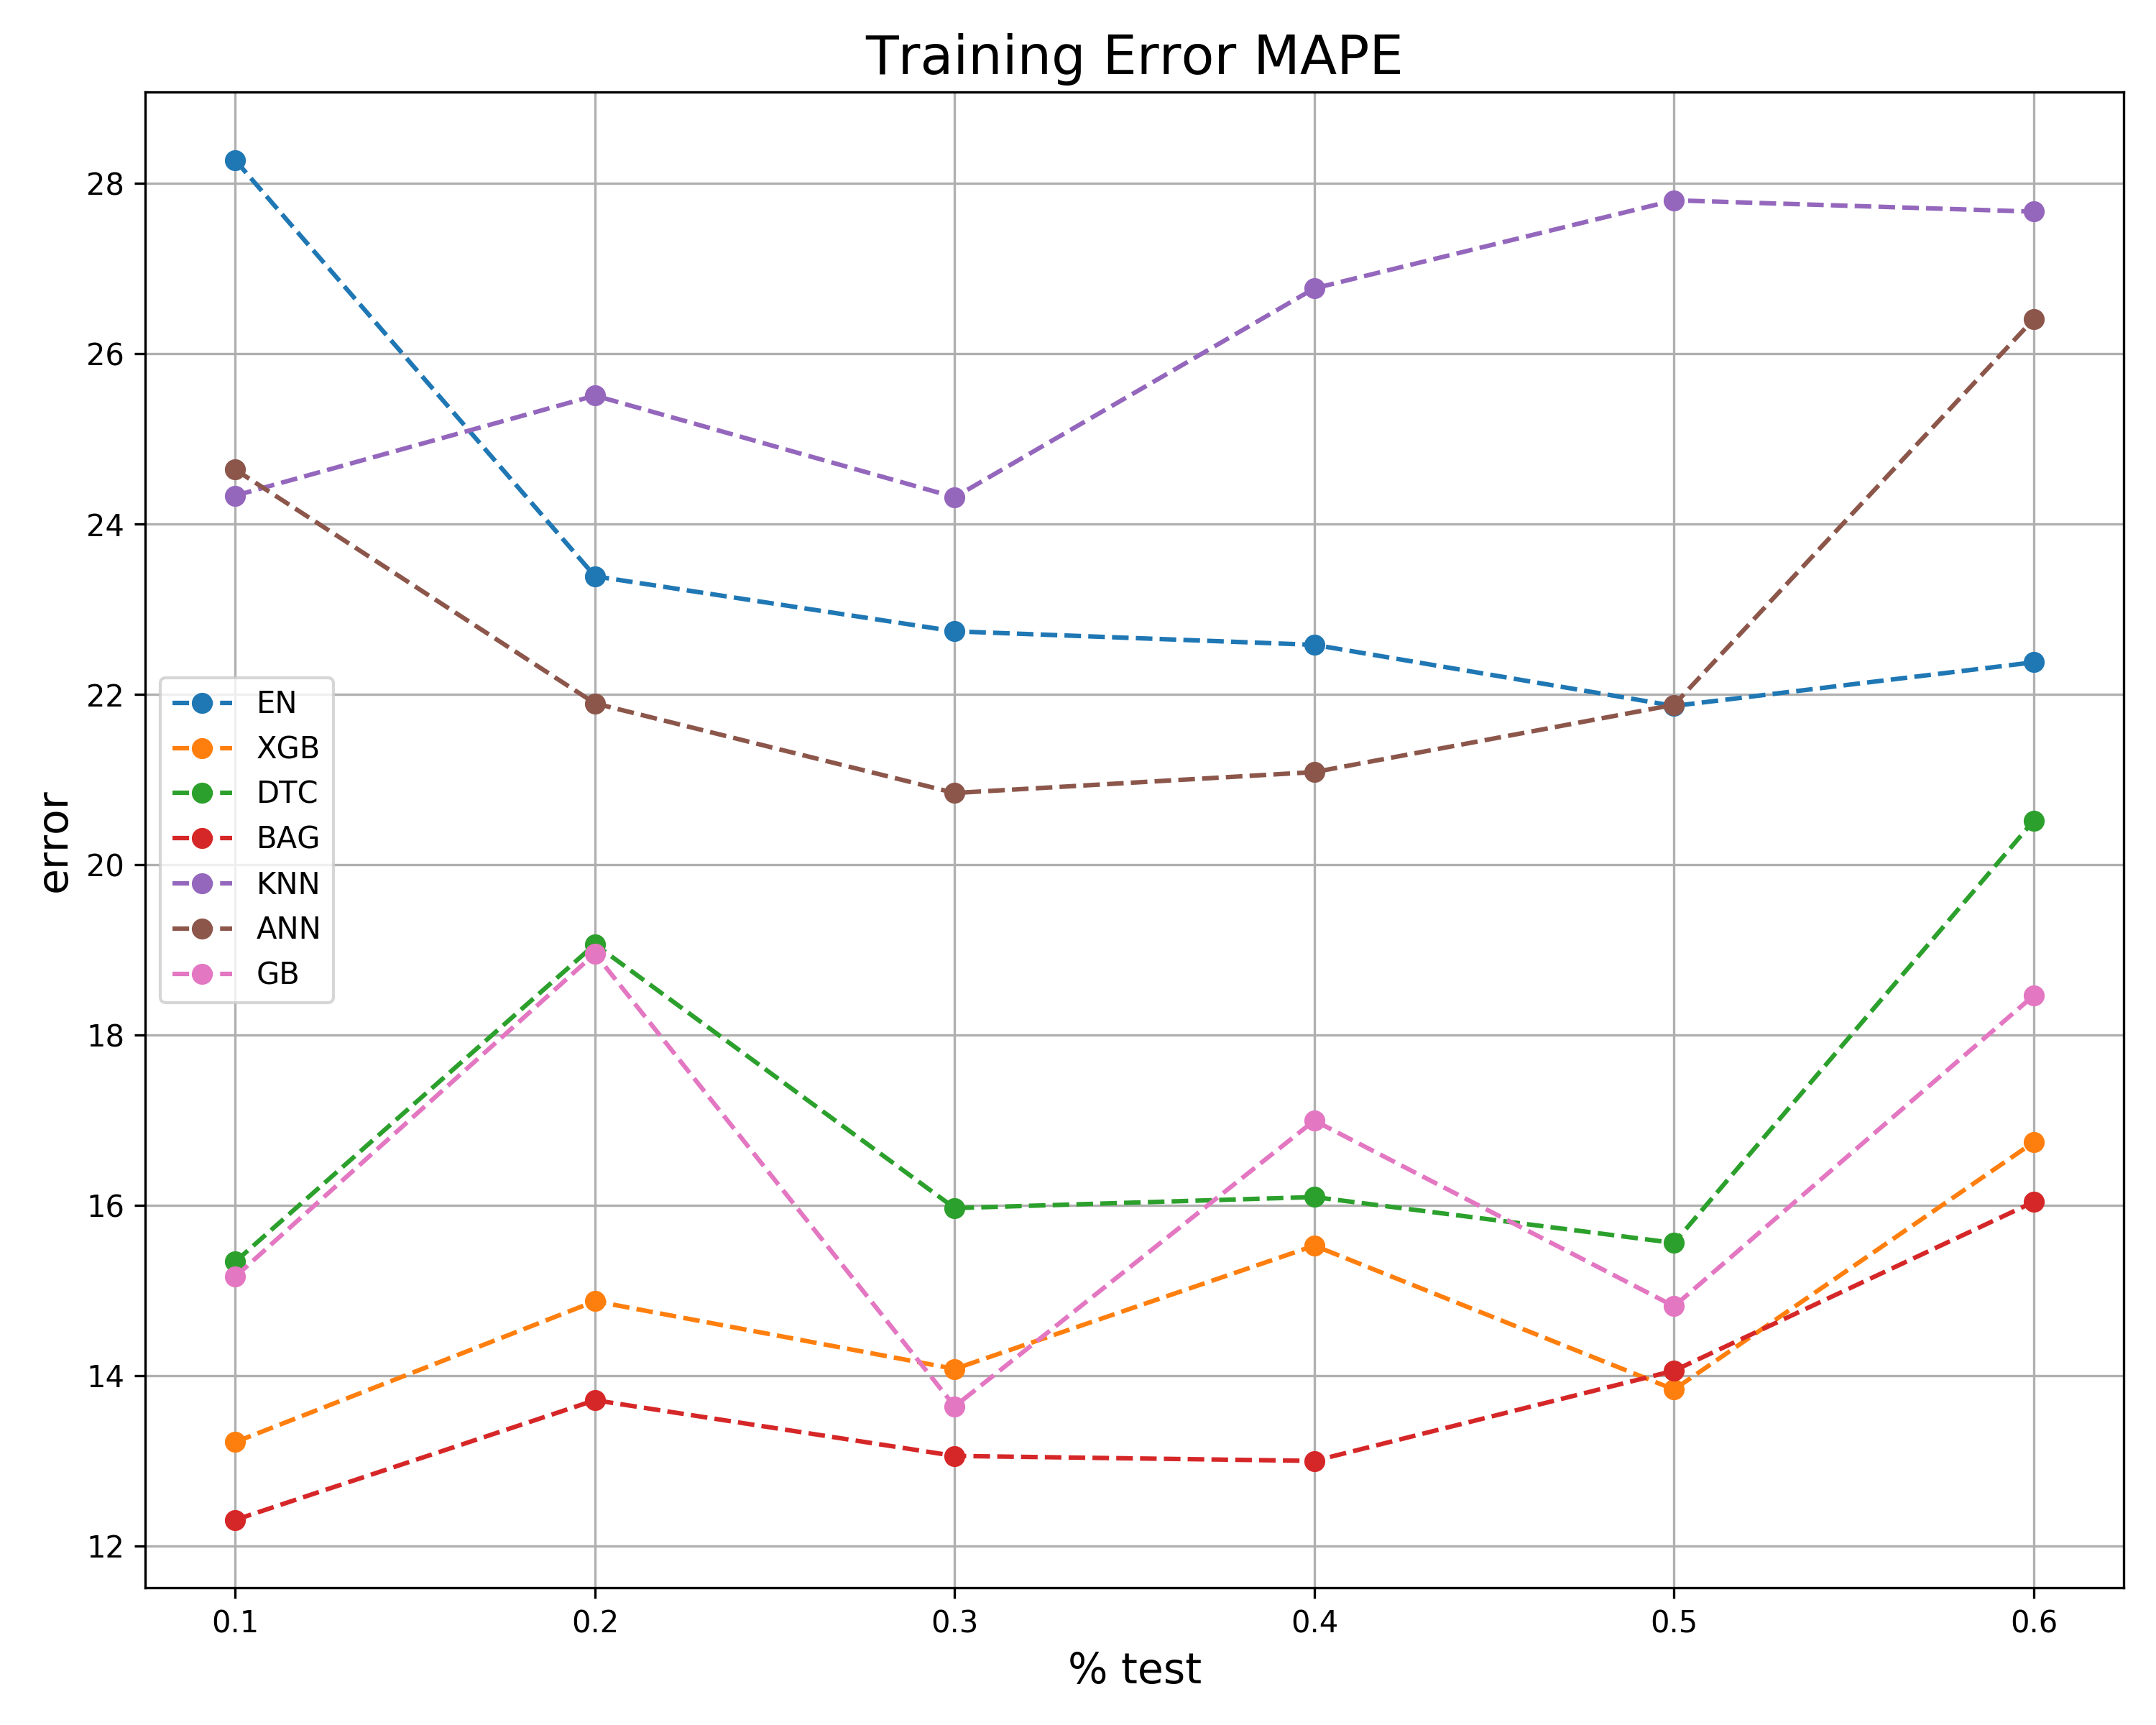 Training Error MAPE
error
28
26
24
22
20
18
16
14
12
EN
XGB
DTC
BAG
KNN
ANN
GB
0.1 0.2 0.3 0.4 0.5 0.6
% test